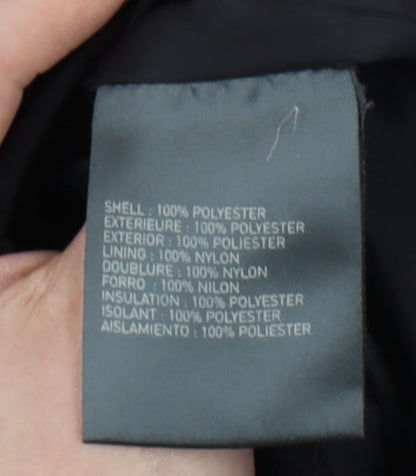 SHELL : 100% POLYESTER
EXTÉRIEURE : 100% POLYESTER
EXTERIOR : 100% POLIESTER
LINING : 100% NYLON
DOUBLURE : 100% NYLON
FORRO : 100% NILON
INSULATION : 100% POLYESTER
ISOLANT : 100% POLYESTER
AISLAMIENTO : 100% POLIESTER